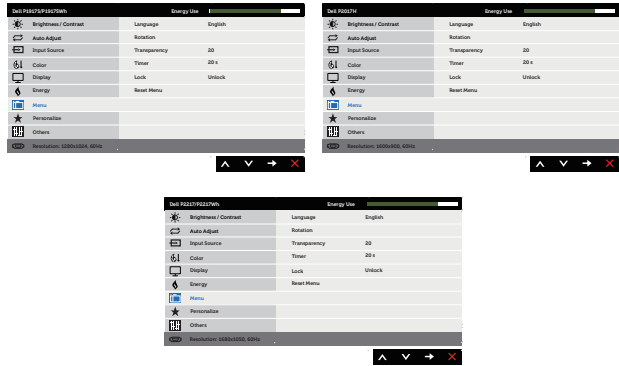 Dell P1917S/P1917SWh Energy Use
Brightness / Contrast Language English
Auto Adjust Rotation
Input Source Transparency 20
Color Timer 20 s
Display Lock Unlock
Energy Reset Menu
Menu
Personalize
Others
Resolution: 1280x1024, 60Hz
Dell P2017H Energy Use
Brightness / Contrast Language English
Auto Adjust Rotation
Input Source Transparency 20
Color Timer 20 s
Display Lock Unlock
Energy Reset Menu
Menu
Personalize
Others
Resolution: 1600x900, 60Hz
Dell P2217/P2217Wh Energy Use
Brightness / Contrast Language English
Auto Adjust Rotation
Input Source Transparency 20
Color Timer 20 s
Display Lock Unlock
Energy Reset Menu
Menu
Personalize
Others
Resolution: 1680x1050, 60Hz